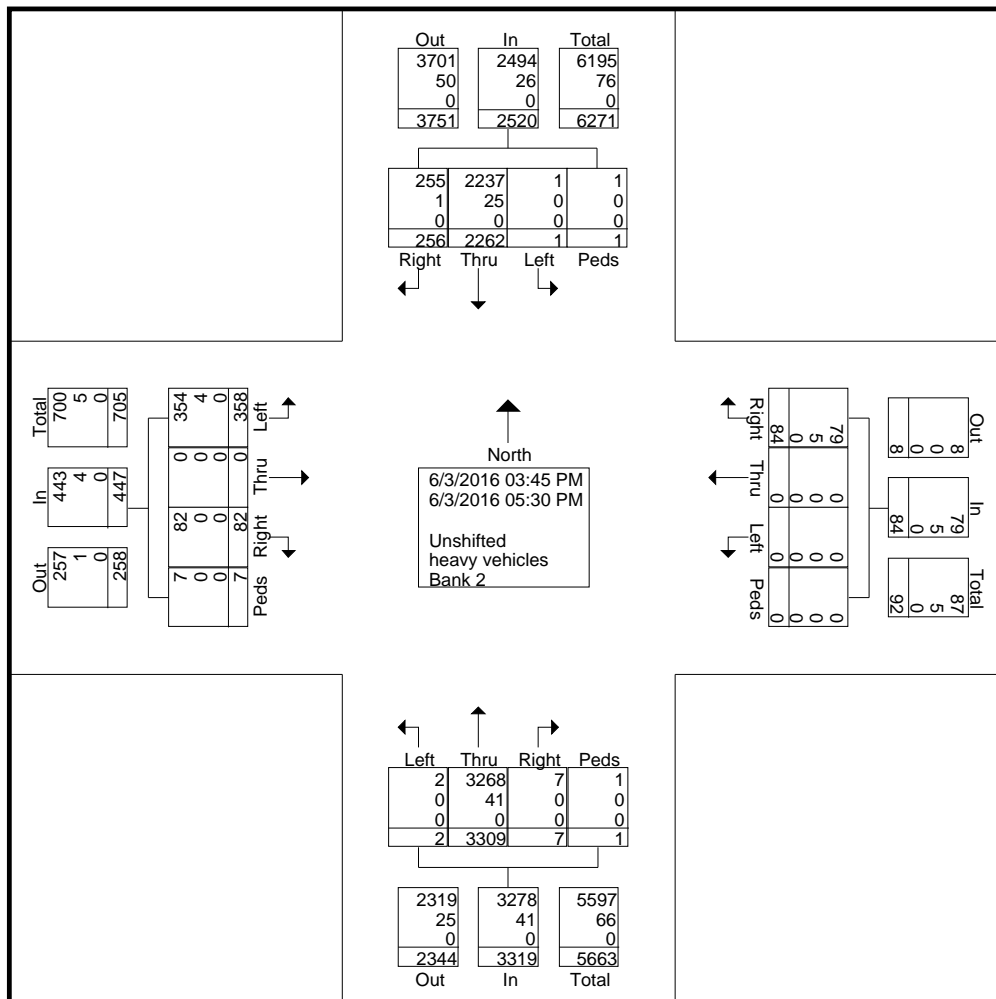 Out In Total
3701 2494 6195
50 26 76
0 0 0
3751 2520 6271
255 2237 1 1
1 25 0 0
0 0 0 0
256 2262 1 1
Right Thru Left Peds
Total
700 5 0 705
In
443 4 0 447
Out
257 1 0 258
354 4 0 358 Left
0 0 0 0 Thru
82 0 0 82 Right
7 0 0 7 Peds
North
6/3/2016 03:45 PM
6/3/2016 05:30 PM
Unshifted
heavy vehicles
Bank 2
Right
79 5 0 84
Thru
0 0 0 0
Left
0 0 0 0
Peds
0 0 0 0
Out
8 0 0 8
In
79 5 0 84
Total
87 5 0 92
Left Thru Right Peds
2 3268 7 1
0 41 0 0
0 0 0 0
2 3309 7 1
2319 3278 5597
25 41 66
0 0 0
2344 3319 5663
Out In Total